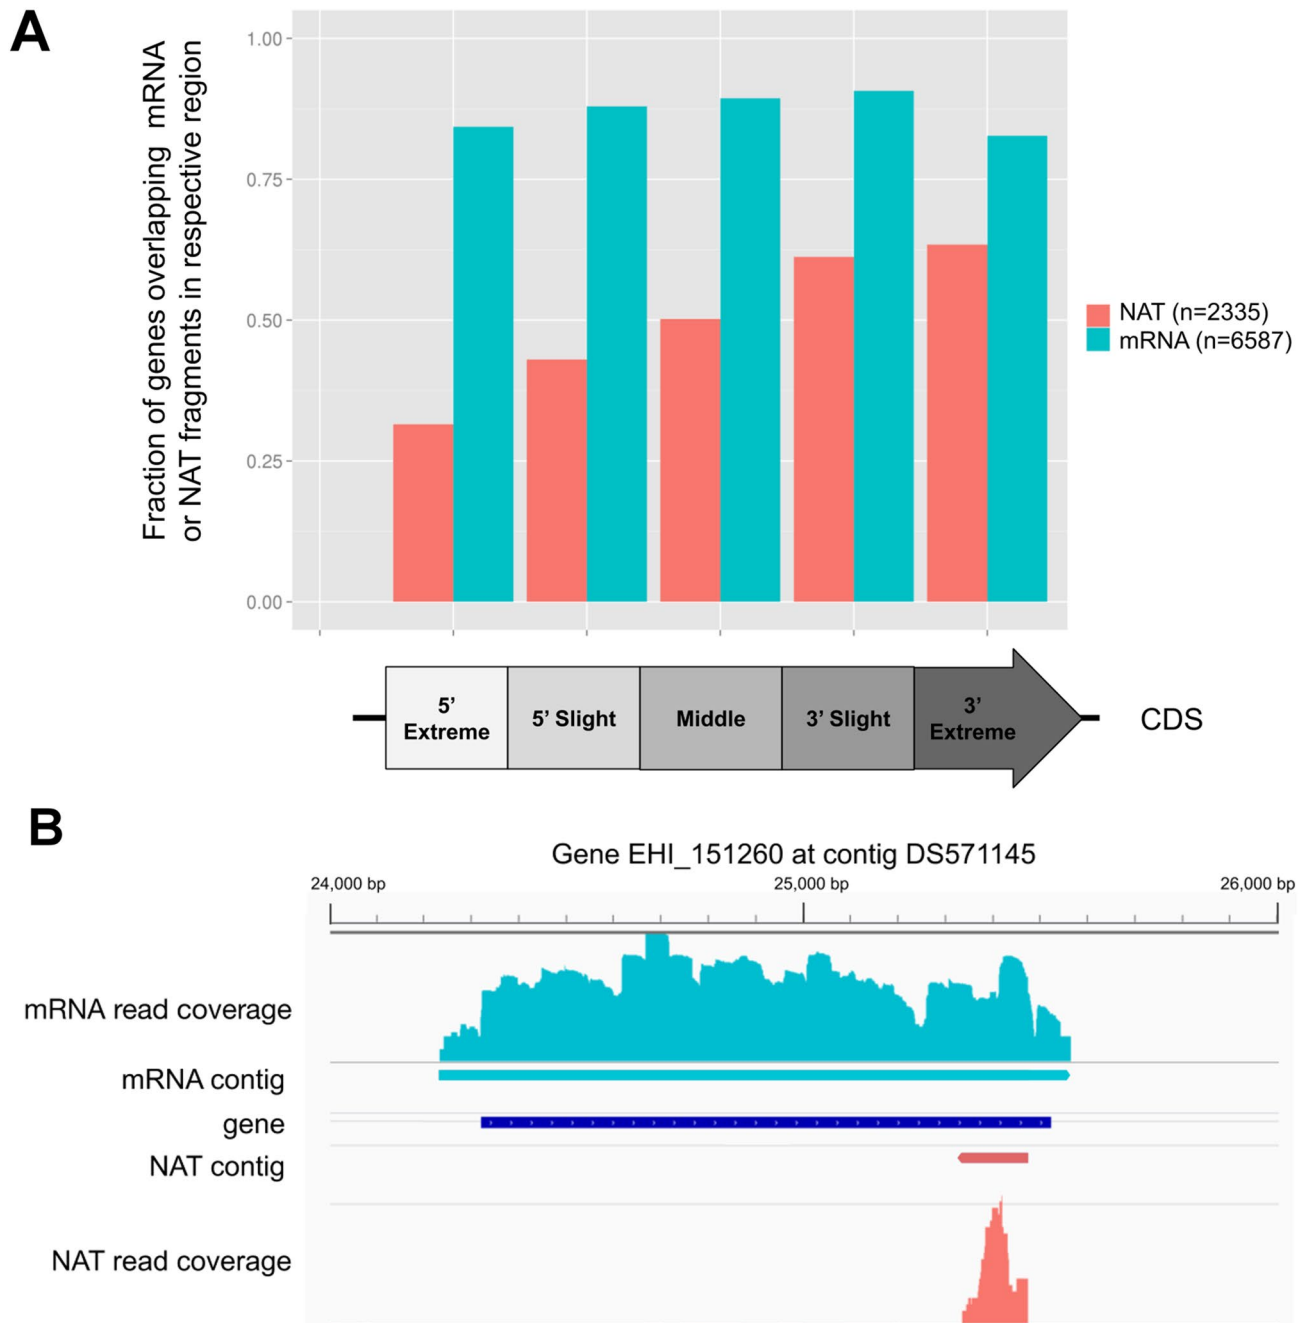 A
Fraction of genes overlapping mRNA
or NAT fragments in respective region
1.00
0.75
0.50
0.25
0.00
NAT (n=2335)
mRNA (n=6587)
5’
Extreme
5’ Slight
Middle
3’ Slight
3’
Extreme
CDS
B
Gene EHI_151260 at contig DS571145
24,000 bp
25,000 bp
26,000 bp
mRNA read coverage
mRNA contig
gene
NAT contig
NAT read coverage